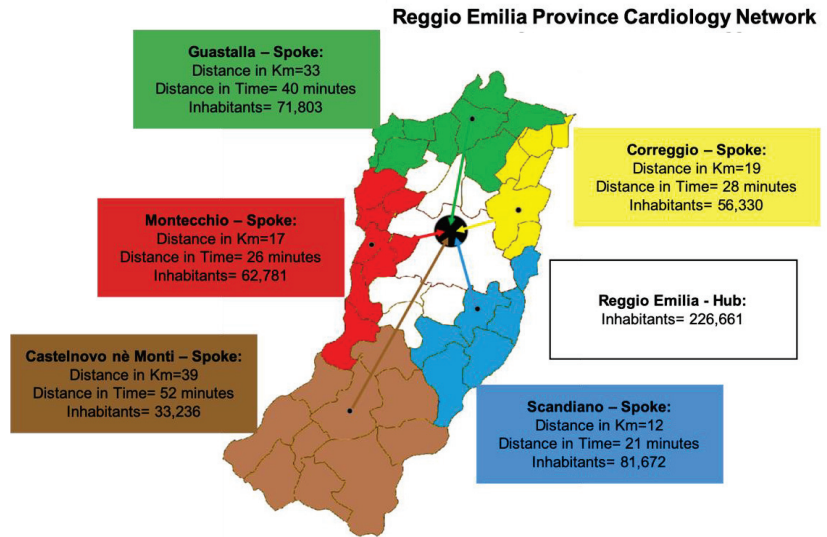 Reggio Emilia Province Cardiology Network
Guastalla – Spoke:
Distance in Km=33
Distance in Time= 40 minutes
Inhabitants= 71,803
Correggio – Spoke:
Distance in Km=19
Distance in Time= 28 minutes
Inhabitants= 56,330
Montecchio – Spoke:
Distance in Km=17
Distance in Time= 26 minutes
Inhabitants= 62,781
Reggio Emilia - Hub:
Inhabitants= 226,661
Castelnovo nè Monti – Spoke:
Distance in Km=39
Distance in Time= 52 minutes
Inhabitants= 33,236
Scandiano – Spoke:
Distance in Km=12
Distance in Time= 21 minutes
Inhabitants= 81,672